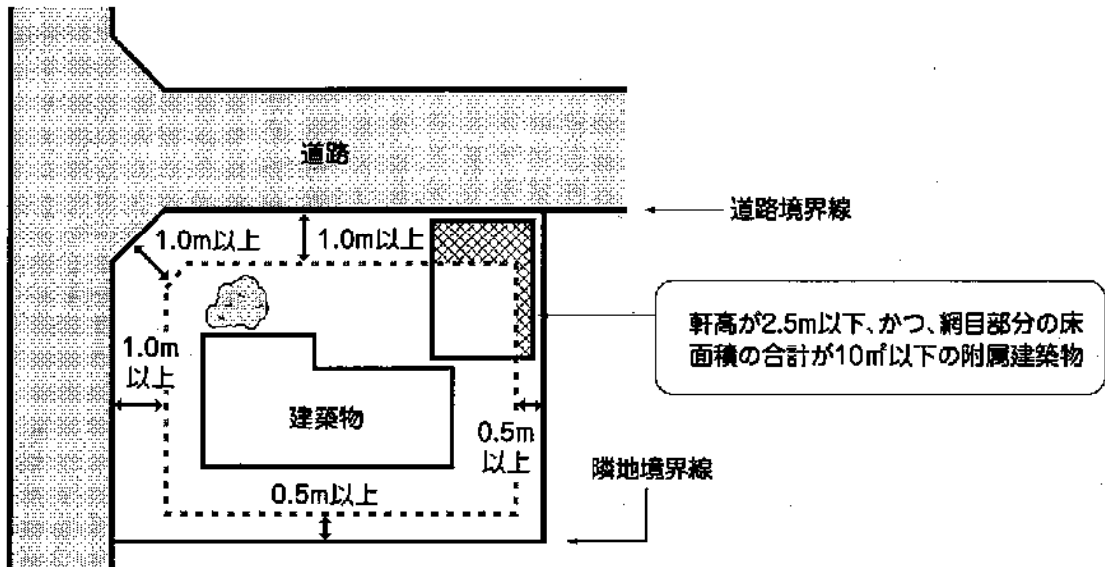 道路
道路境界線
1.0m以上
1.0m以上
軒高が2.5m以下、かつ、網目部分の床
面積の合計が10㎡以下の附属建築物
1.0m
以上
建築物
0.5m
以上
隣地境界線
0.5m以上